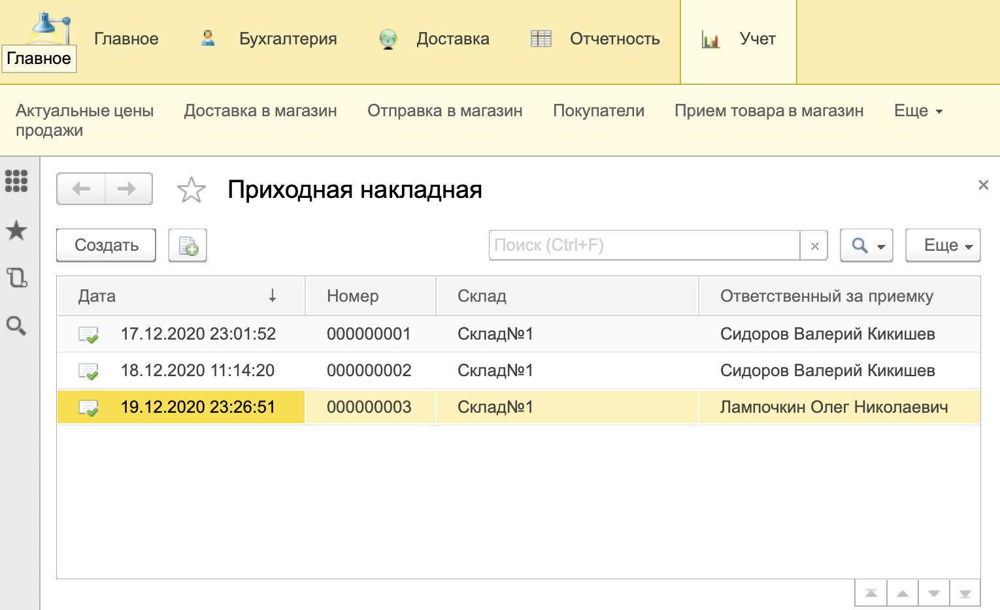 Главное Бухгалтерия Доставка Отчетность Учет
Главное
Актуальные цены продажи Доставка в магазин Отправка в магазин Покупатели Прием товара в магазин Еще
Приходная накладная
Создать Поиск (Ctrl+F) × Еще
Дата ↓ Номер Склад Ответственный за приемку
17.12.2020 23:01:52 000000001 Склад№1 Сидоров Валерий Кикишев
18.12.2020 11:14:20 000000002 Склад№1 Сидоров Валерий Кикишев
19.12.2020 23:26:51 000000003 Склад№1 Лампочкин Олег Николаевич